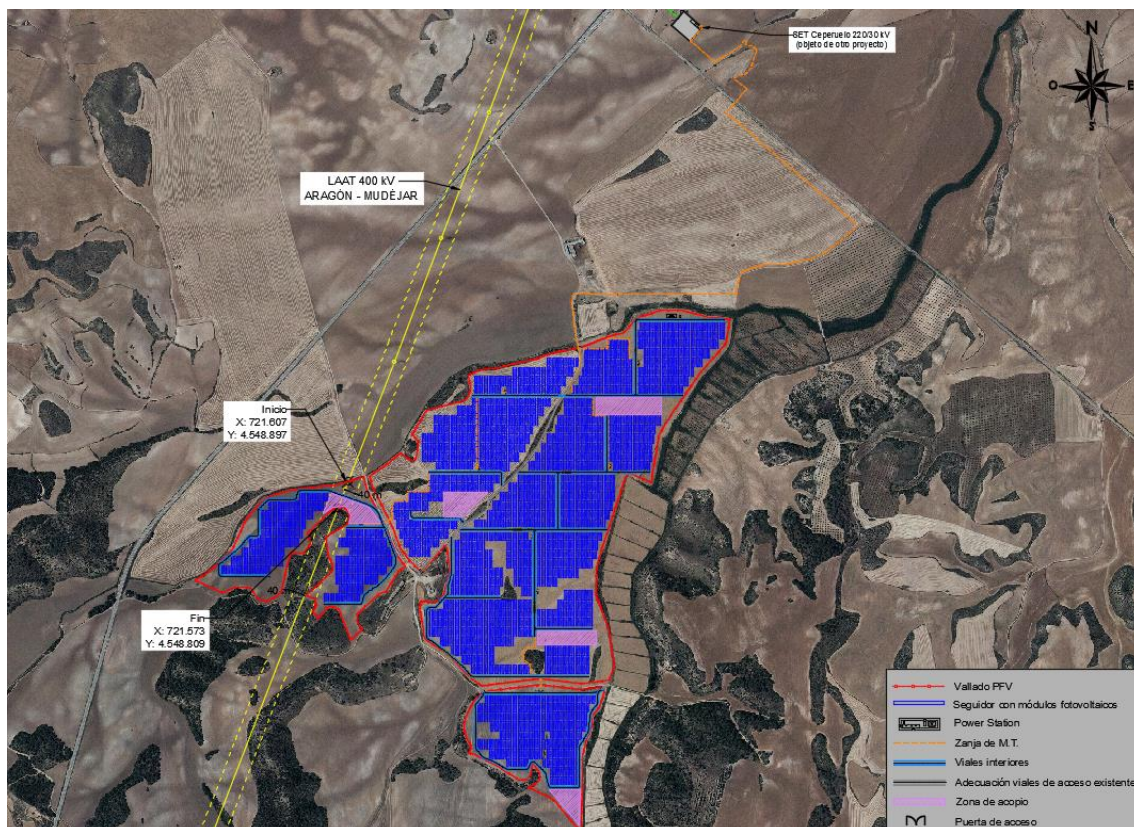 SET Ceperuelo 220/30 kV
(objeto de otro proyecto)
N
O
E
S
LAAT 400 kV
ARAGÓN - MUDÉJAR
Inicio
X: 721.607
Y: 4.548.897
40 m
40
Fin
X: 721.573
Y: 4.548.809
Vallado PFV
Seguidor con módulos fotovoltaicos
Power Station
Zanja de M.T.
Viales interiores
Adecuación viales de acceso existente
Zona de acopio
Puerta de acceso